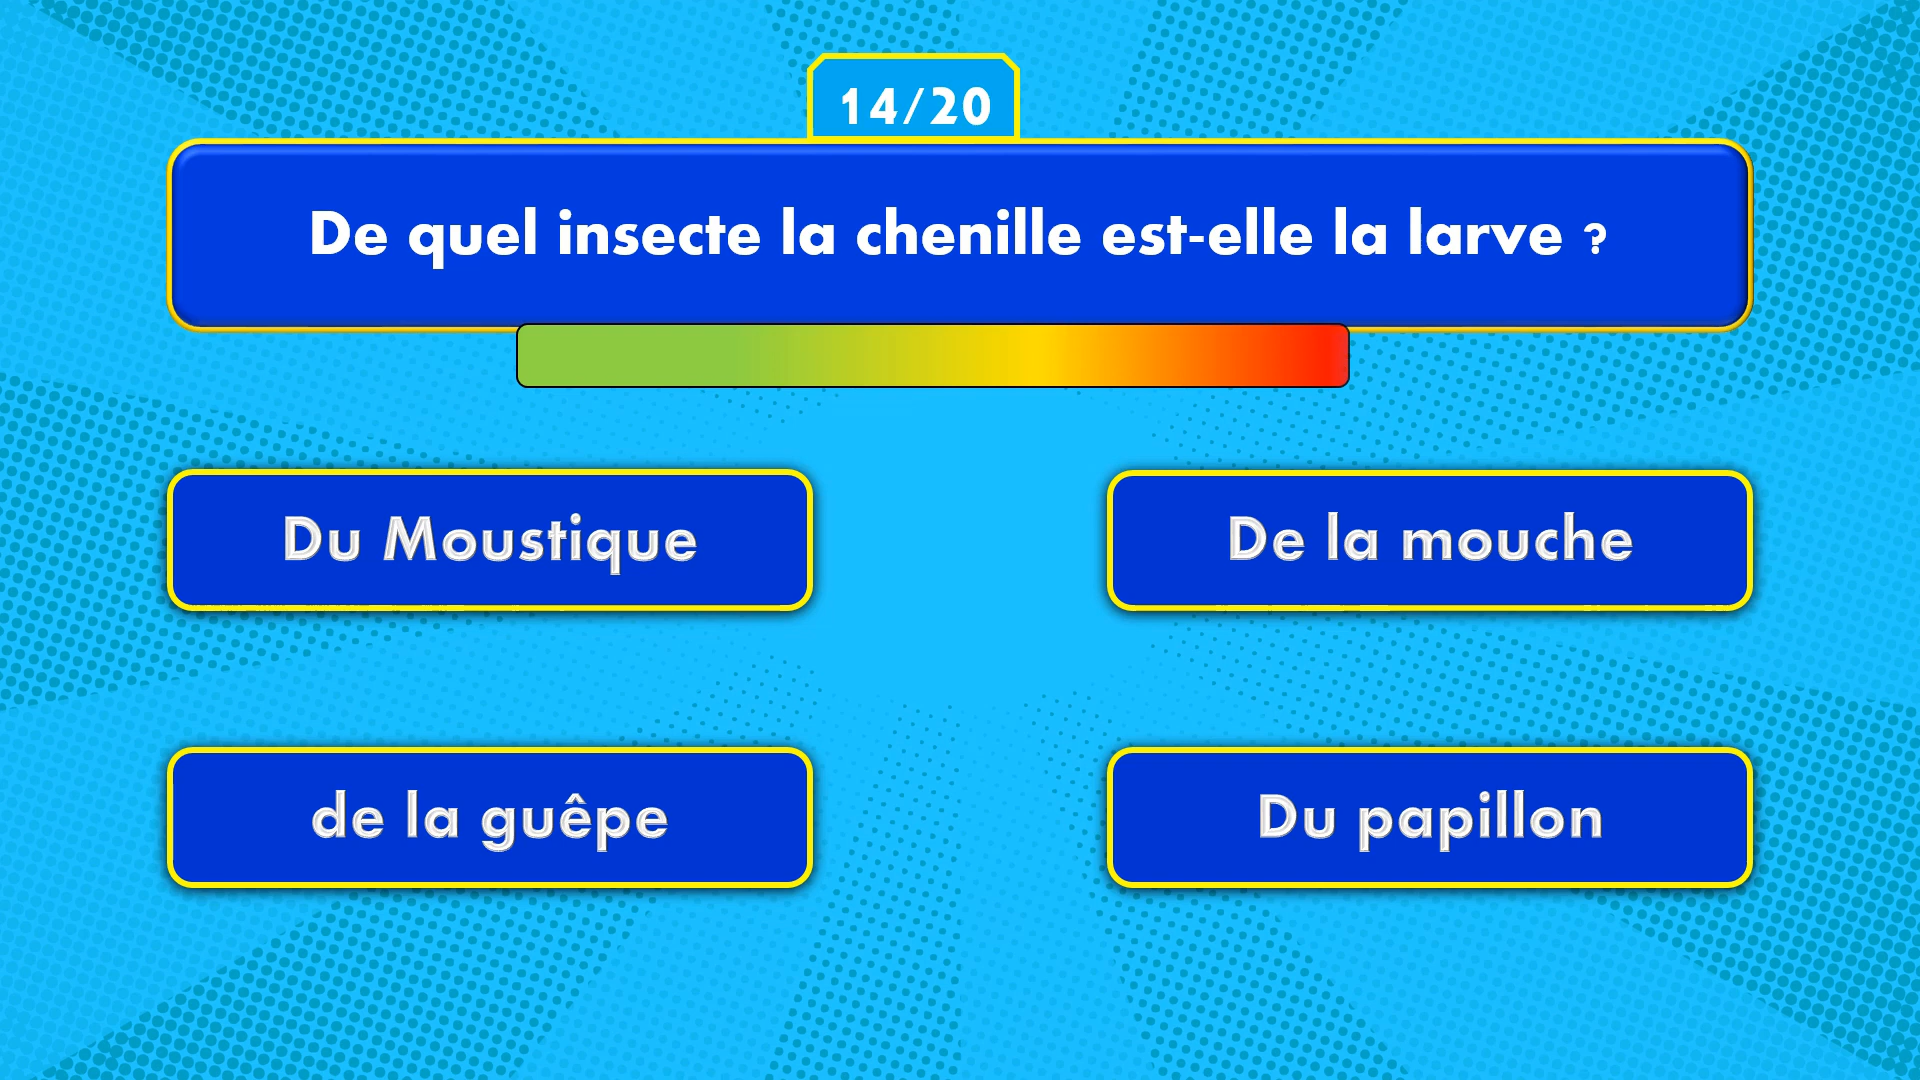 14/20
De quel insecte la chenille est-elle la larve ?
Du Moustique
De la mouche
de la guêpe
Du papillon